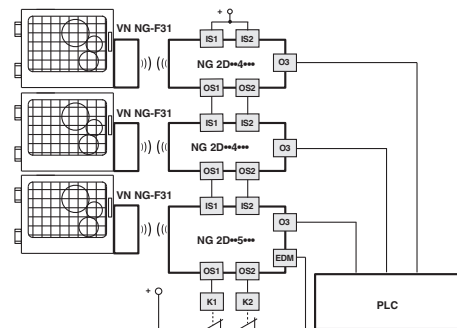 +
VN NG-F31
IS1 IS2
NG 2D••4•••
O3
OS1 OS2
VN NG-F31
IS1 IS2
NG 2D••4•••
O3
OS1 OS2
VN NG-F31
IS1 IS2
NG 2D••5•••
O3
EDM
OS1 OS2
+
K1 K2
PLC